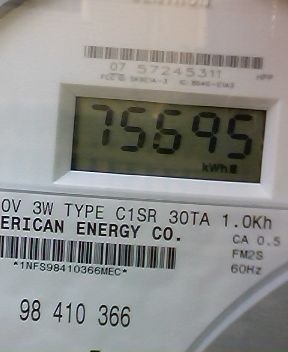 07 57245311
HPP
75695
kWh
0V 3W TYPE C1SR 30TA 1.0Kh
ERICAN ENERGY CO.
CA 0.5
*1NFS98410366MEC*
FM2S
60Hz
98 410 366